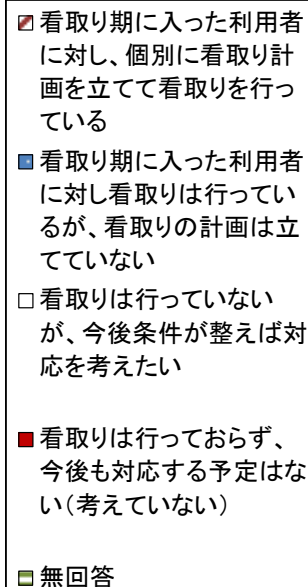 看取り期に入った利用者
に対し、個別に看取り計
画を立てて看取りを行っ
ている
看取り期に入った利用者
に対し看取りは行ってい
るが、看取りの計画は立
てていない
看取りは行っていない
が、今後条件が整えば対
応を考えたい
看取りは行っておらず、
今後も対応する予定はな
い(考えていない)
無回答